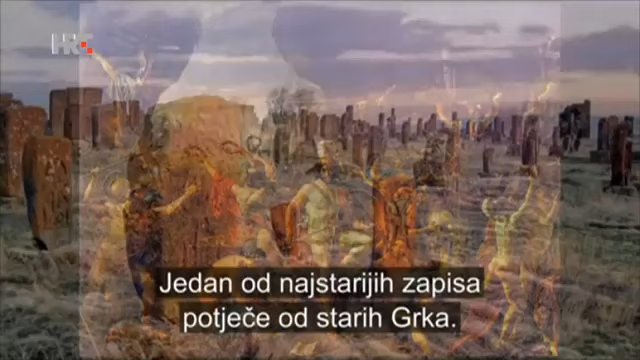 HRT
Jedan od najstarijih zapisa
potječe od starih Grka.